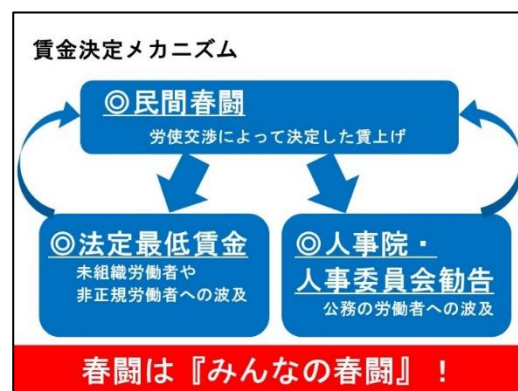 賃金決定メカニズム
◎民間春闘
労使交渉によって決定した賃上げ
◎法定最低賃金
未組織労働者や
非正規労働者への波及
◎人事院・
人事委員会勧告
公務の労働者への波及
春闘は『みんなの春闘』！